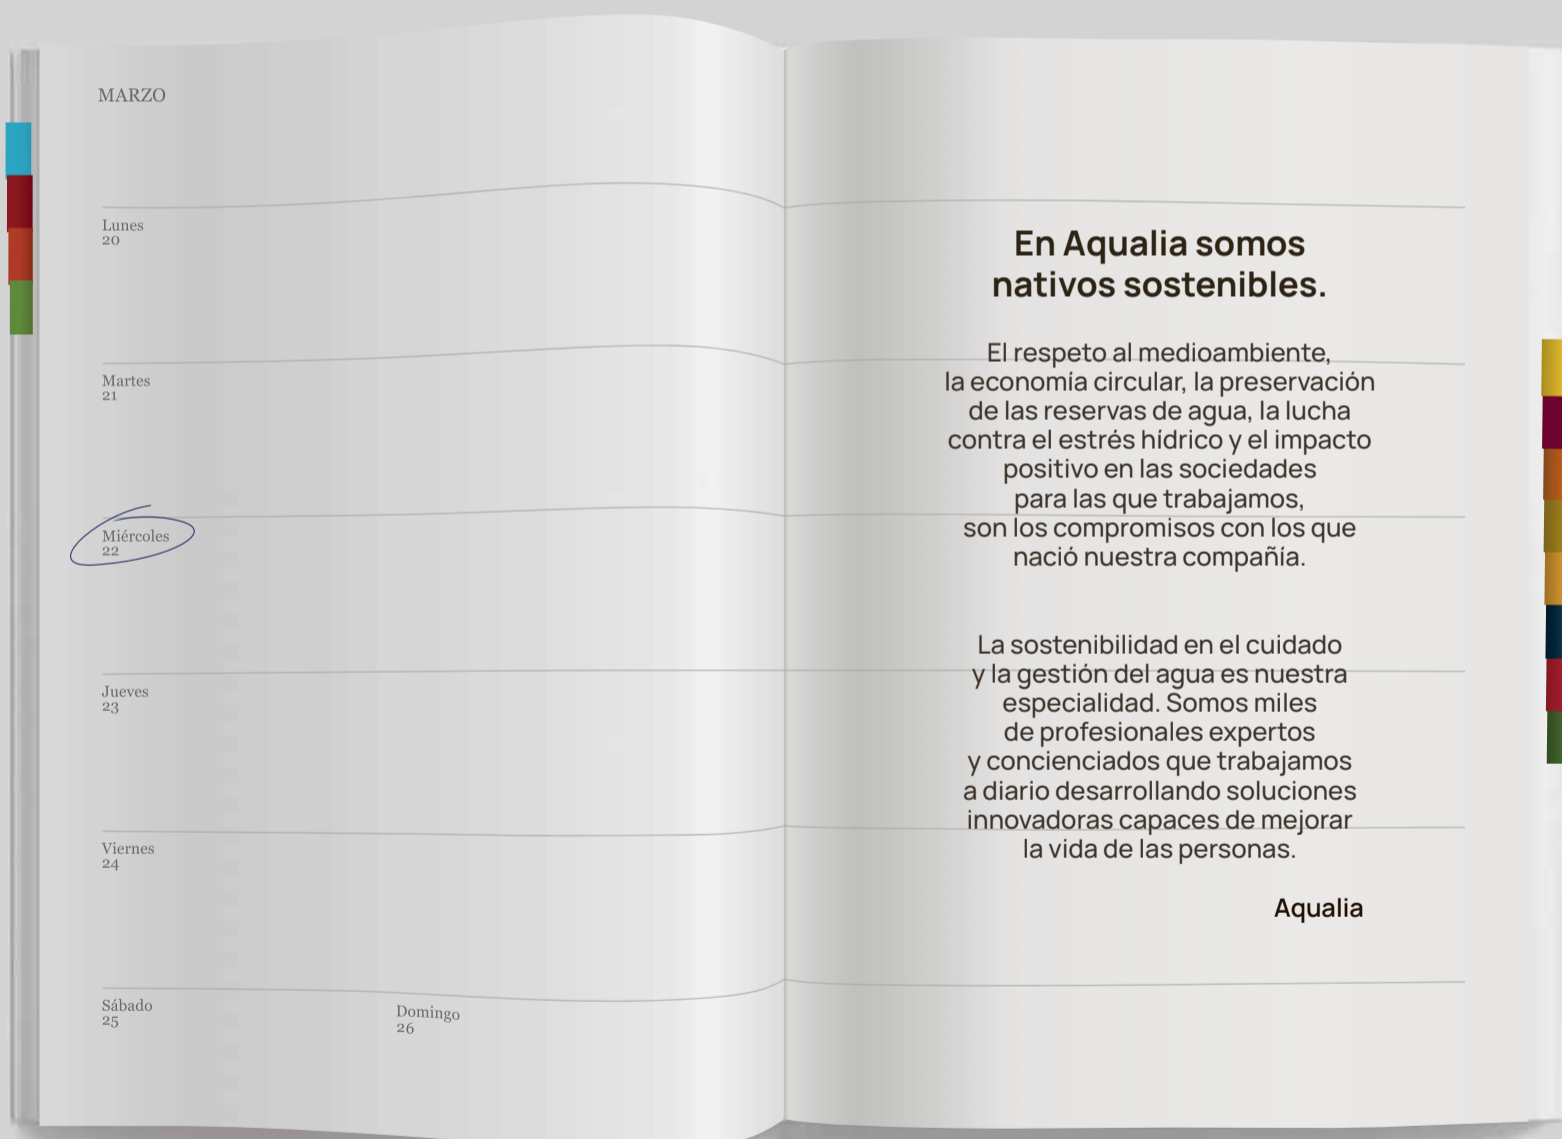 MARZO
Lunes
20
Martes
21
Miércoles
22
Jueves
23
Viernes
24
Sábado
25
Domingo
26
En Aqualia somos
nativos sostenibles.
El respeto al medioambiente,
la economía circular, la preservación
de las reservas de agua, la lucha
contra el estrés hídrico y el impacto
positivo en las sociedades
para las que trabajamos,
son los compromisos con los que
nació nuestra compañía.
La sostenibilidad en el cuidado
y la gestión del agua es nuestra
especialidad. Somos miles
de profesionales expertos
y concienciados que trabajamos
a diario desarrollando soluciones
innovadoras capaces de mejorar
la vida de las personas.
Aqualia